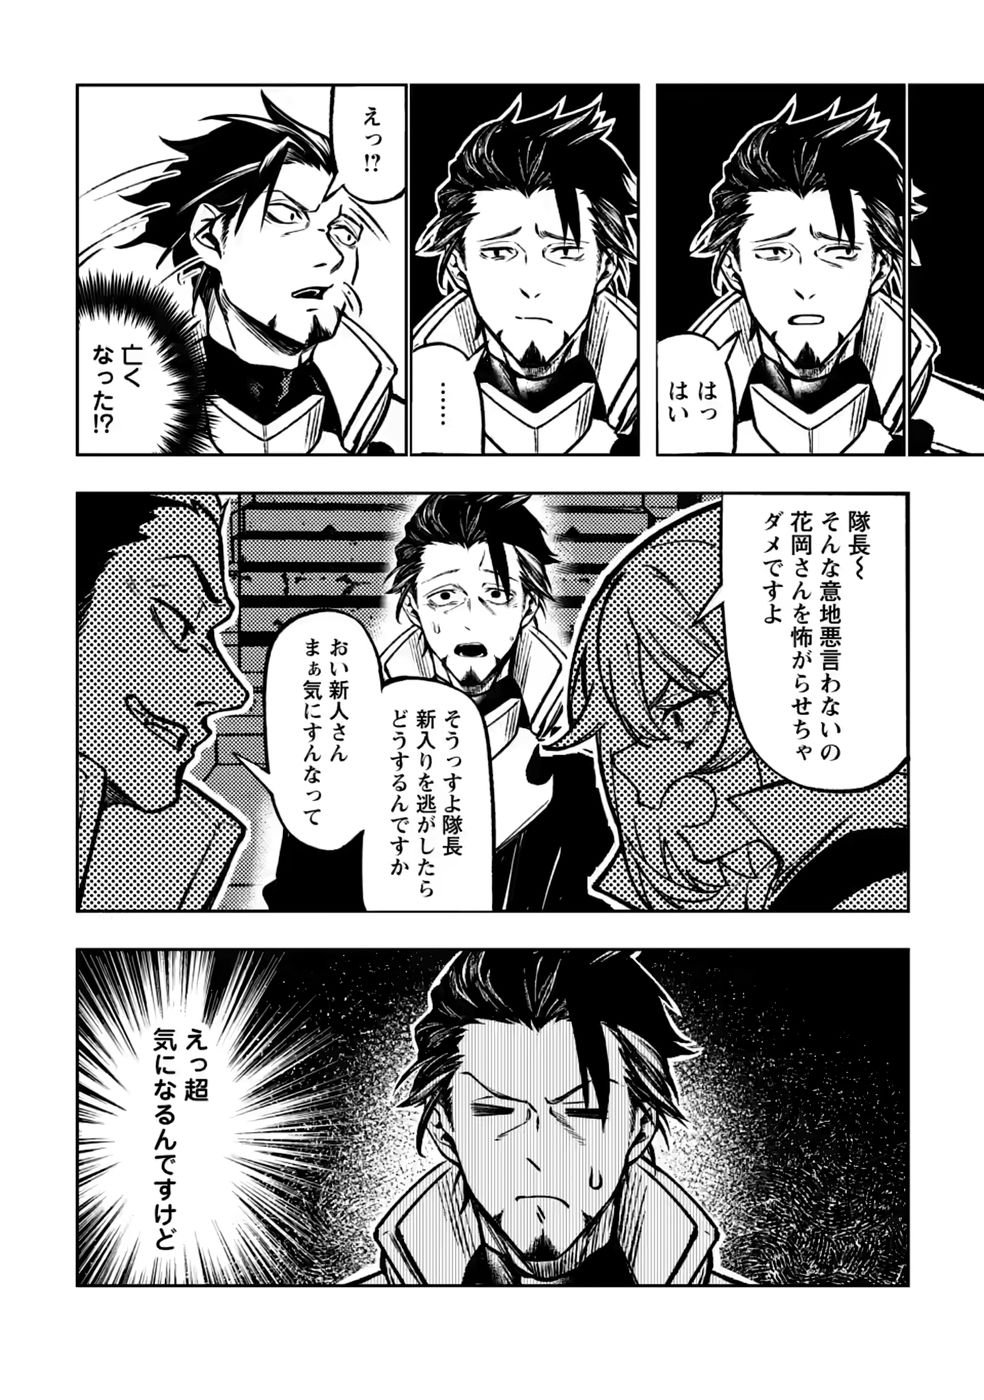 はっ
はい
……
えっ!?
亡く
なった!?
隊長〜
そんな意地悪言わないの
花岡さんを怖がらせちゃ
ダメですよ
そうっすよ隊長
新入りを逃がしたら
どうするんですか
おい新人さん
まぁ気にすんなって
えっ超
気になるんですけど